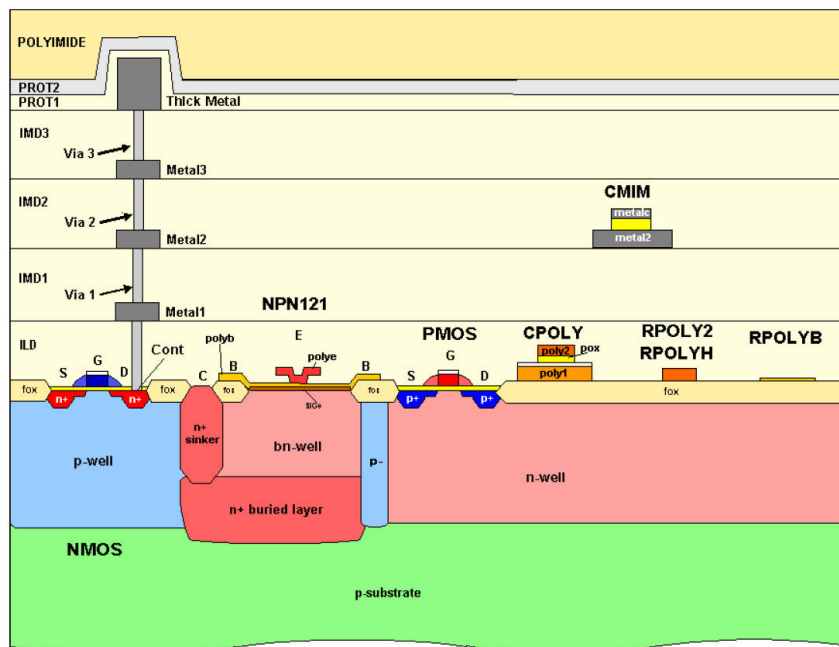 POLYIMIDE
PROT2
PROT1
Thick Metal
IMD3
Via 3
Metal3
IMD2
CMIM
metalc
Via 2
Metal2
metal2
IMD1
Via 1
NPN121
Metal1
ILD
polyb
E
PMOS
CPOLY
RPOLY2
RPOLYH
RPOLYB
S
G
D
Cont
C
B
polye
B
S
G
D
poly2
pox
poly1
fox
n+
n+
fox
fox
SiGe
fox
p+
p+
fox
n+
sinker
p-well
bn-well
p-
n-well
n+ buried layer
NMOS
p-substrate